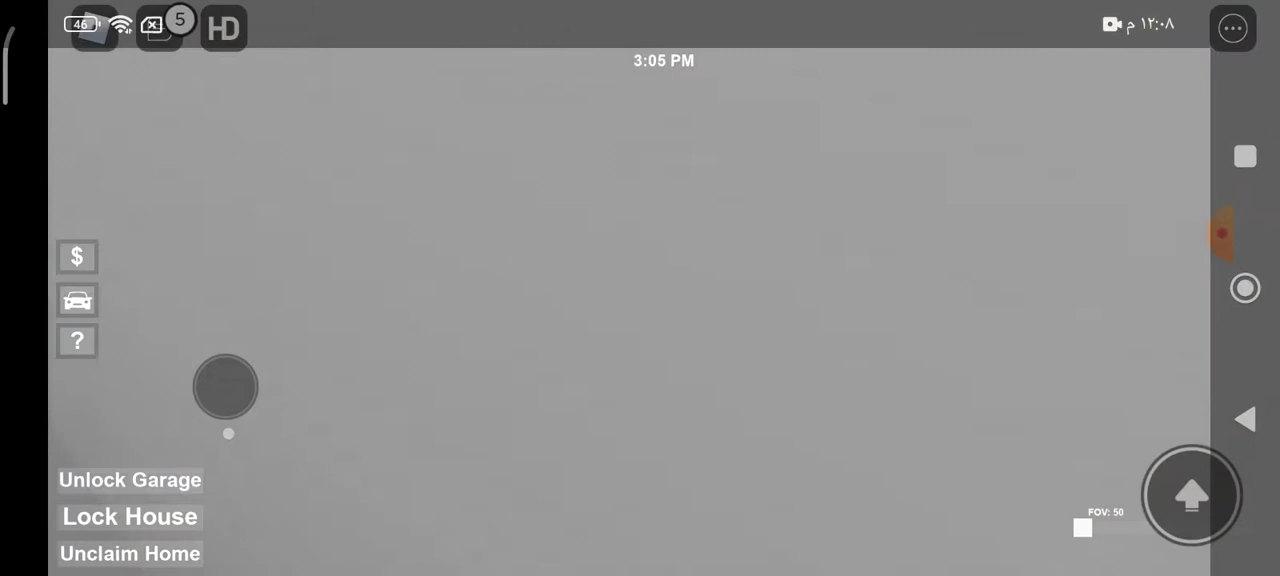 46
5
HD
١٢:٠٨ م
3:05 PM
$
?
Unlock Garage
Lock House
Unclaim Home
FOV: 50